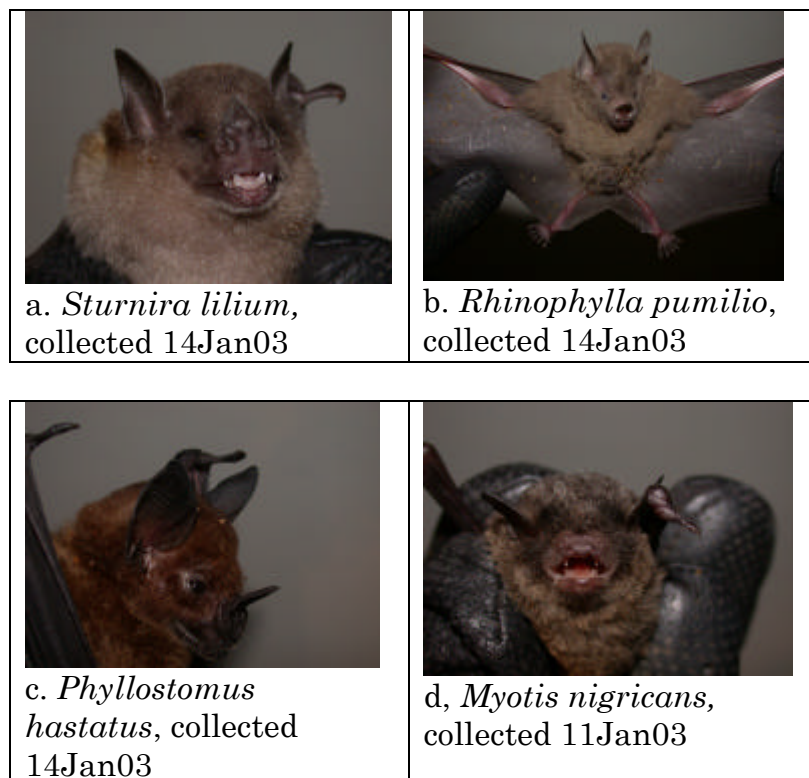 a. Sturnira lilium,
collected 14Jan03
b. Rhinophylla pumilio,
collected 14Jan03
c. Phyllostomus
hastatus, collected
14Jan03
d, Myotis nigricans,
collected 11Jan03